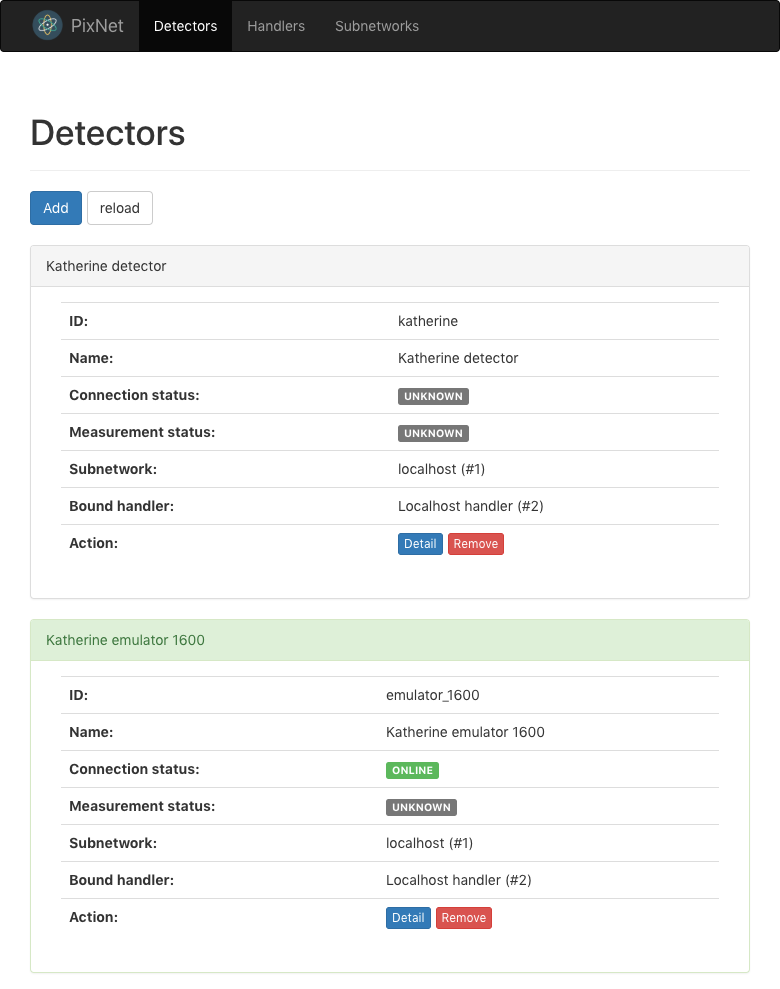 PixNet Detectors Handlers Subnetworks
Detectors
Add reload
Katherine detector
ID: katherine
Name: Katherine detector
Connection status: UNKNOWN
Measurement status: UNKNOWN
Subnetwork: localhost (#1)
Bound handler: Localhost handler (#2)
Action: Detail Remove
Katherine emulator 1600
ID: emulator_1600
Name: Katherine emulator 1600
Connection status: ONLINE
Measurement status: UNKNOWN
Subnetwork: localhost (#1)
Bound handler: Localhost handler (#2)
Action: Detail Remove